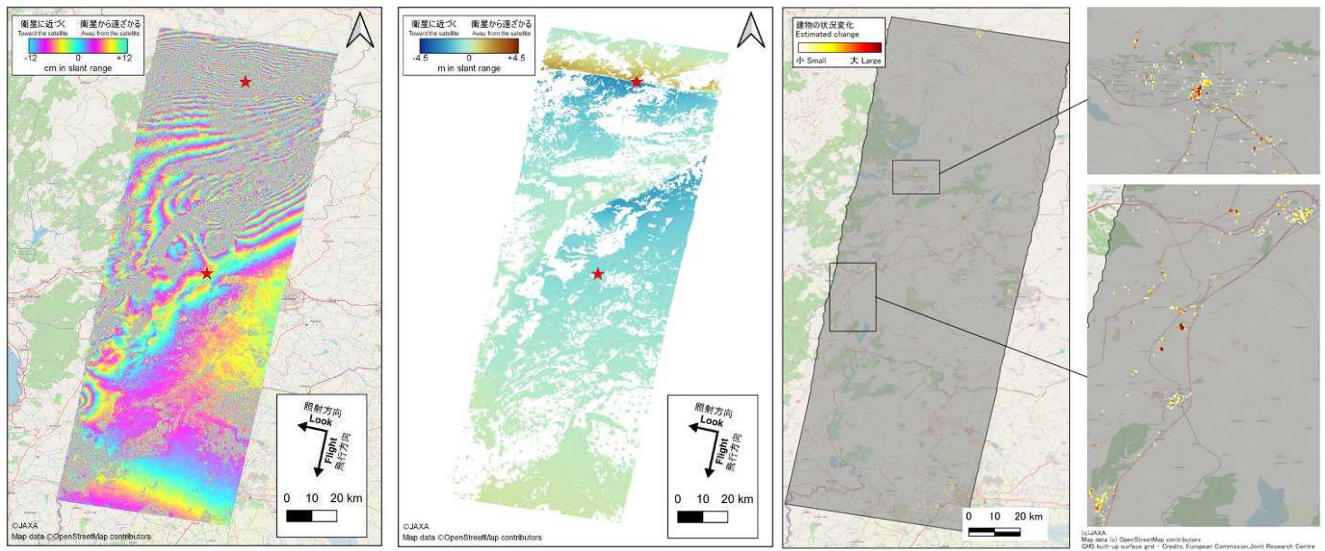 衛星に近づく 衛星から遠ざかる
Toward the satellite Away from the satellite
-12 0 +12
cm in slant range
照射方向
Look
Flight
飛行方向
0 10 20 km
©JAXA
Map data ©OpenStreetMap contributors
衛星に近づく 衛星から遠ざかる
Toward the satellite Away from the satellite
-4.5 0 +4.5
m in slant range
照射方向
Look
Flight
飛行方向
0 10 20 km
©JAXA
Map data ©OpenStreetMap contributors
建物の状況変化
Estimated change
小 Small 大 Large
0 10 20 km
(c)JAXA
Map data (c) OpenStreetMap contributors
GHS built-up surface grid - Credits: European Commission,Joint Research Centre